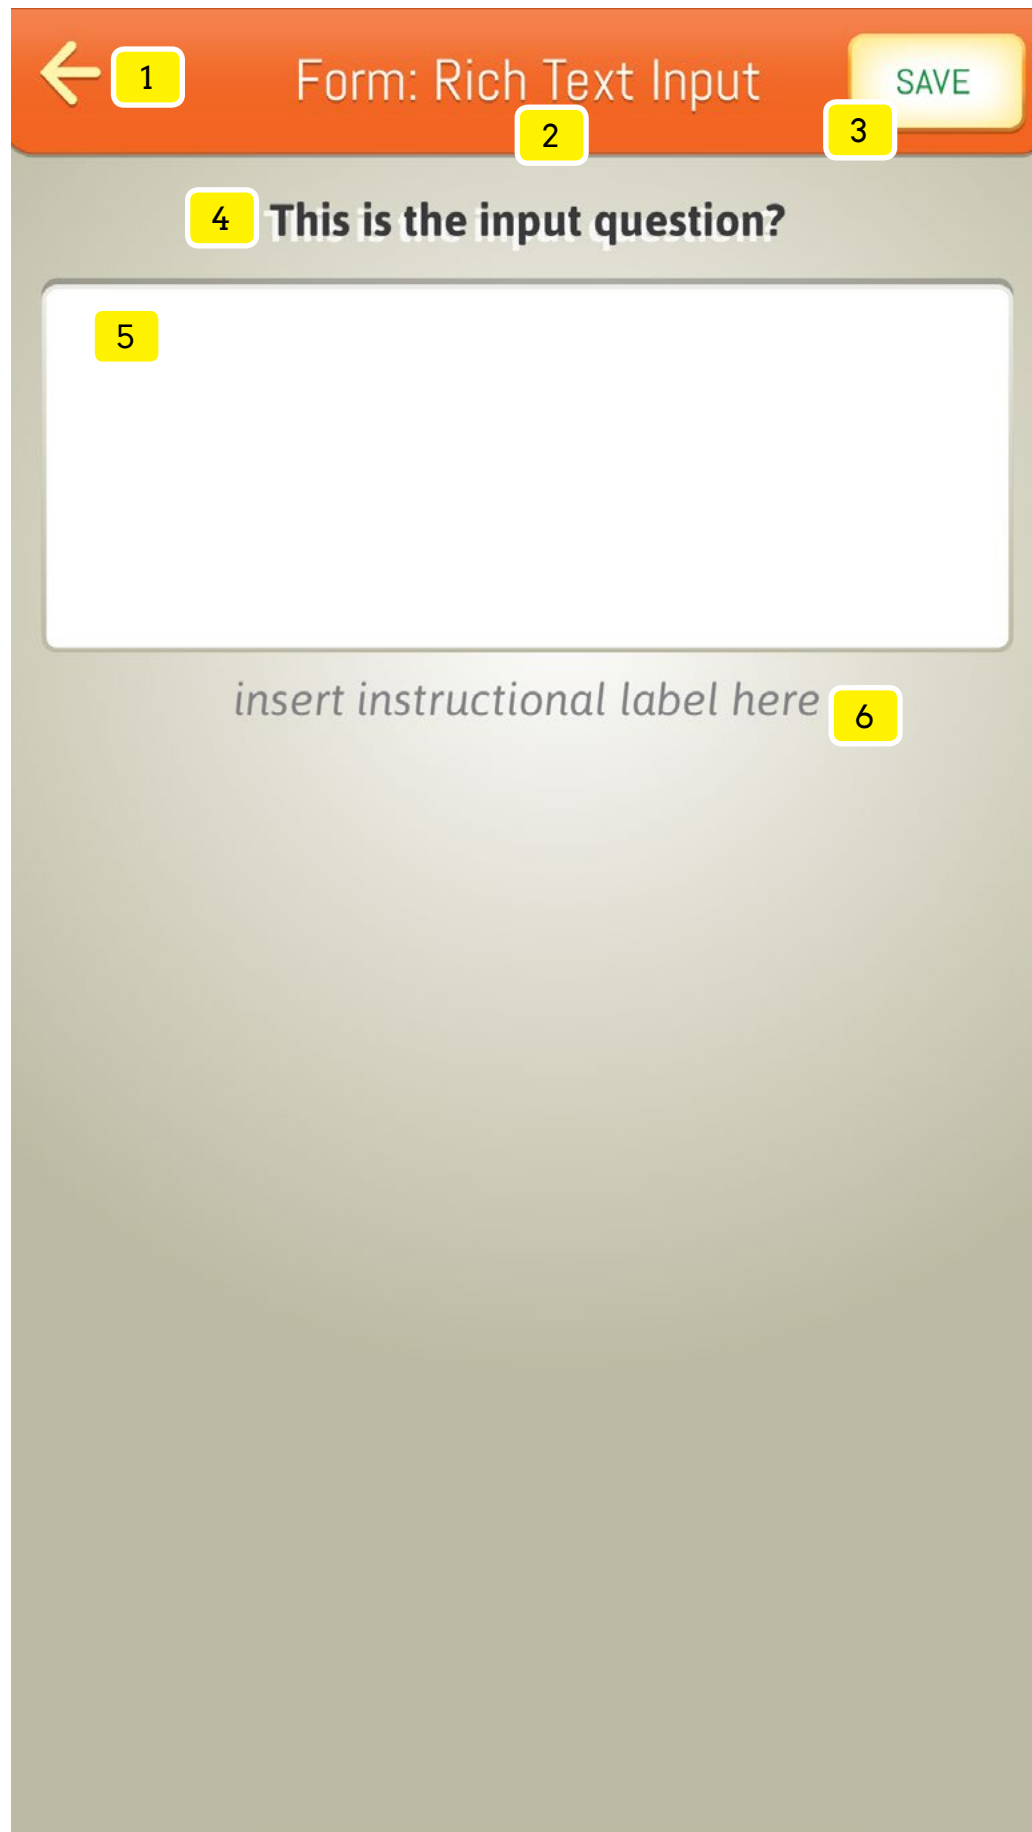 1
Form: Rich Text Input
SAVE
2
3
4
This is the input question?
5
insert instructional label here
6